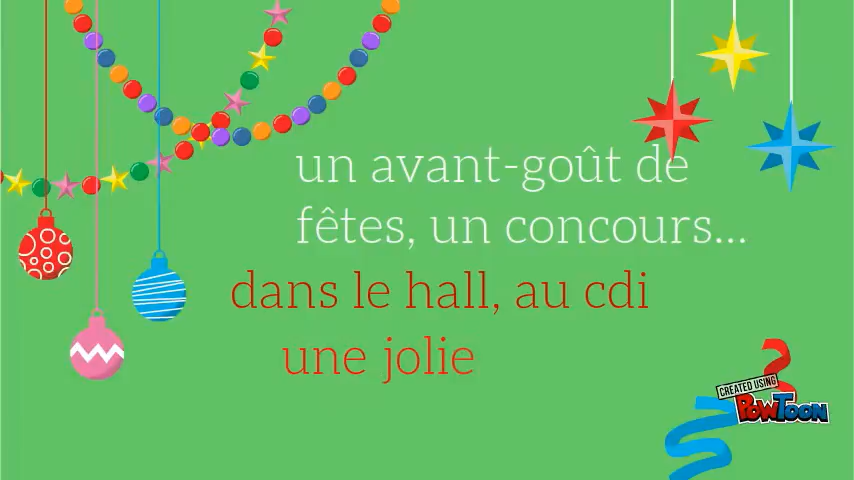 un avant-goût de
fêtes, un concours...
dans le hall, au cdi
une jolie
CREATED USING
POWTOON